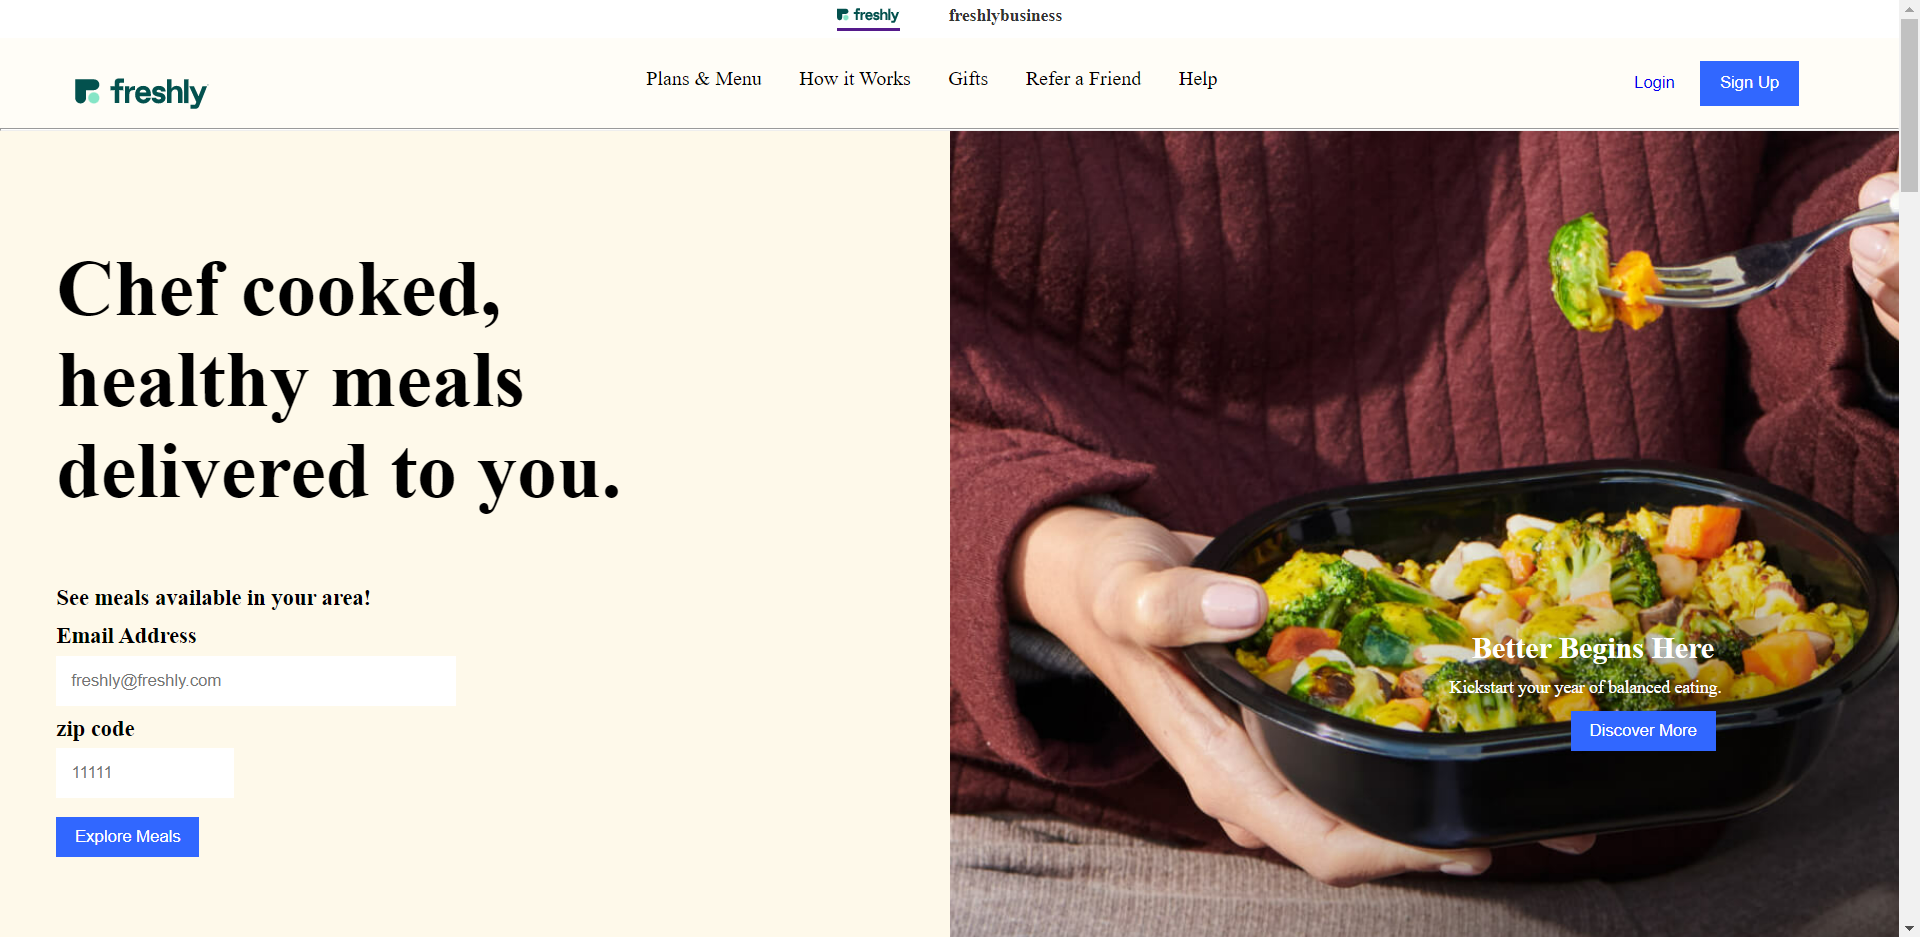 freshly freshlybusiness
freshly Plans & Menu How it Works Gifts Refer a Friend Help Login Sign Up
Chef cooked,
healthy meals
delivered to you.
See meals available in your area!
Email Address
freshly@freshly.com
zip code
11111
Explore Meals
Better Begins Here
Kickstart your year of balanced eating.
Discover More